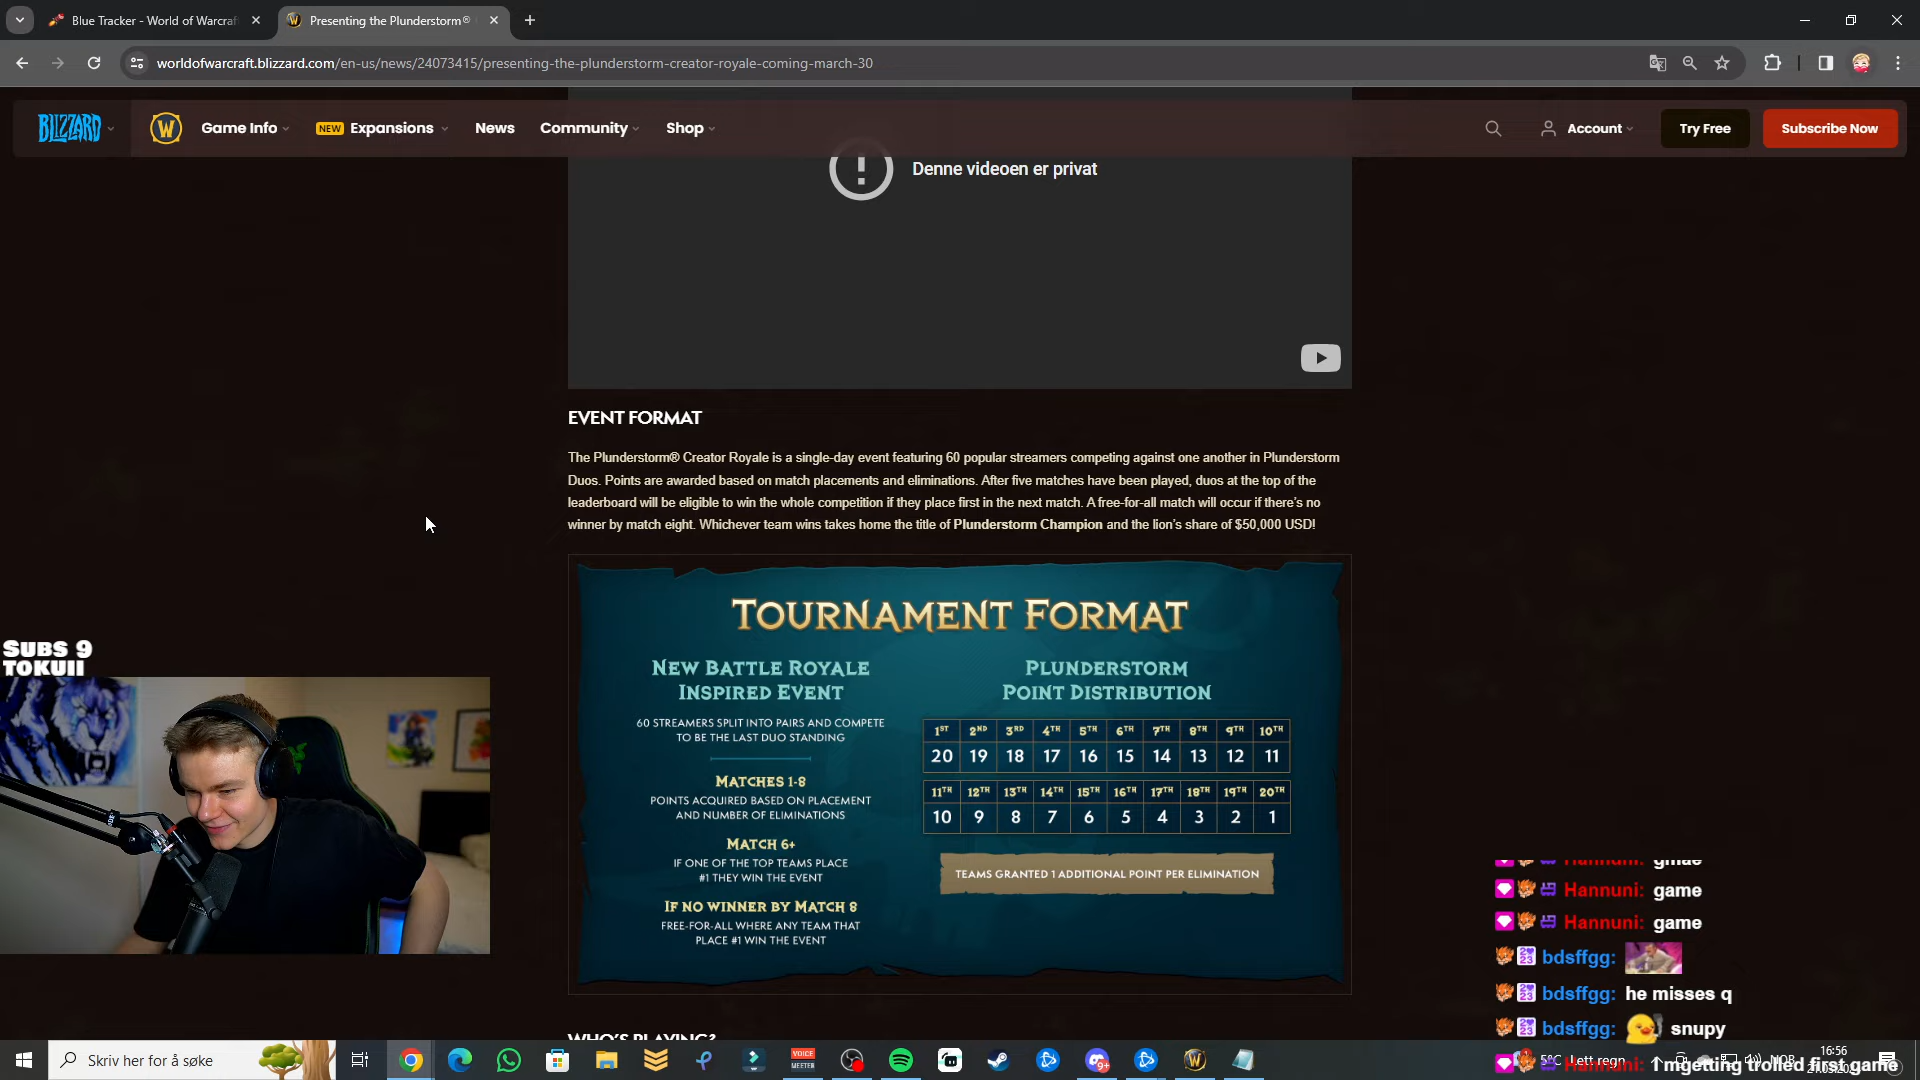 Blue Tracker - World of Warcraf
Presenting the Plunderstorm®
worldofwarcraft.blizzard.com/en-us/news/24073415/presenting-the-plunderstorm-creator-royale-coming-march-30
BLIZZARD
W
Game Info
NEW Expansions
News
Community
Shop
Account
Try Free
Subscribe Now
Denne videoen er privat
EVENT FORMAT
The Plunderstorm® Creator Royale is a single-day event featuring 60 popular streamers competing against one another in Plunderstorm
Duos. Points are awarded based on match placements and eliminations. After five matches have been played, duos at the top of the
leaderboard will be eligible to win the whole competition if they place first in the next match. A free-for-all match will occur if there's no
winner by match eight. Whichever team wins takes home the title of Plunderstorm Champion and the lion's share of $50,000 USD!
TOURNAMENT FORMAT
NEW BATTLE ROYALE
INSPIRED EVENT
60 STREAMERS SPLIT INTO PAIRS AND COMPETE
TO BE THE LAST DUO STANDING
MATCHES 1-8
POINTS ACQUIRED BASED ON PLACEMENT
AND NUMBER OF ELIMINATIONS
MATCH 6+
IF ONE OF THE TOP TEAMS PLACE
#1 THEY WIN THE EVENT
IF NO WINNER BY MATCH 8
FREE-FOR-ALL WHERE ANY TEAM THAT
PLACE #1 WIN THE EVENT
PLUNDERSTORM
POINT DISTRIBUTION
1ST 2ND 3RD 4TH 5TH 6TH 7TH 8TH 9TH 10TH
20 19 18 17 16 15 14 13 12 11
11TH 12TH 13TH 14TH 15TH 16TH 17TH 18TH 19TH 20TH
10 9 8 7 6 5 4 3 2 1
TEAMS GRANTED 1 ADDITIONAL POINT PER ELIMINATION
WHO'S PLAYING?
SUBS 9
TOKUII
Hannuni: gmae
Hannuni: game
Hannuni: game
bdsffgg:
bdsffgg: he misses q
bdsffgg: snupy
Hannuni: I'm getting trolled first game
Skriv her for å søke
VOICE
MEETER
9+
5°C Lett regn
NOR
16:56